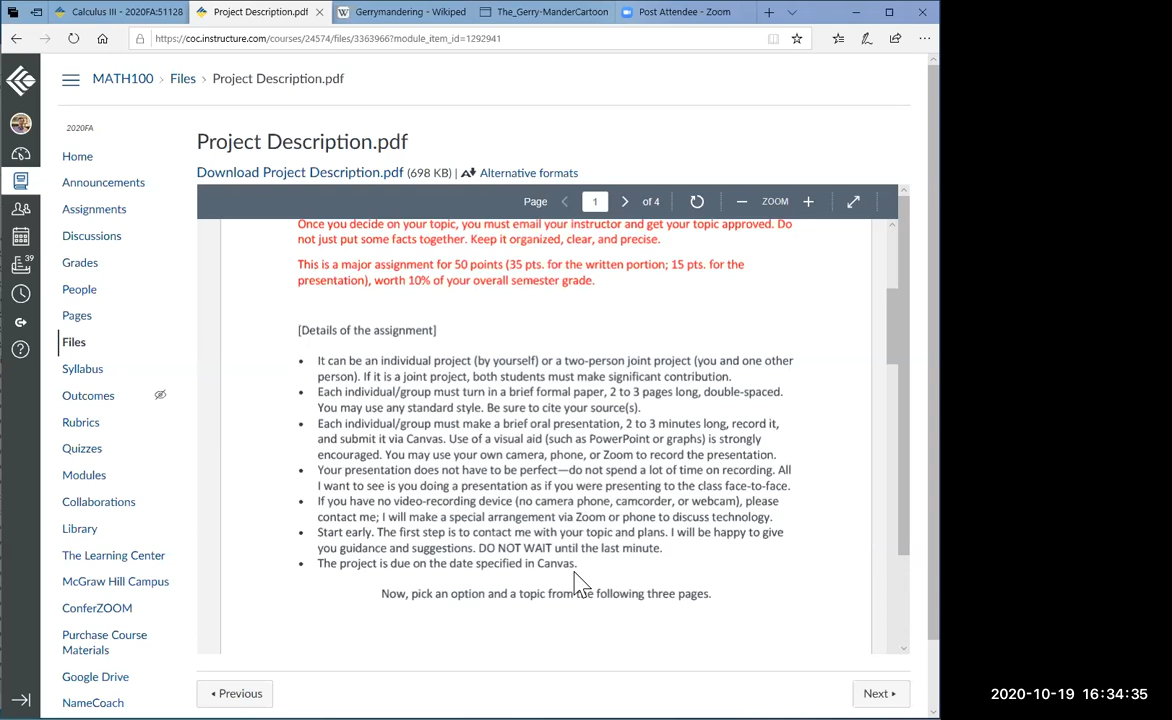 Calculus III - 2020FA:51128
Project Description.pdf
Gerrymandering - Wikiped
The_Gerry-ManderCartoon
Post Attendee - Zoom
https://coc.instructure.com/courses/24574/files/3363966?module_item_id=1292941
MATH100 › Files › Project Description.pdf
2020FA
Home
Announcements
Assignments
Discussions
Grades
People
Pages
Files
Syllabus
Outcomes
Rubrics
Quizzes
Modules
Collaborations
Library
The Learning Center
McGraw Hill Campus
ConferZOOM
Purchase Course
Materials
Google Drive
NameCoach
39
Project Description.pdf
Download Project Description.pdf (698 KB) | Alternative formats
Page 1 of 4 ZOOM
Once you decide on your topic, you must email your instructor and get your topic approved. Do
not just put some facts together. Keep it organized, clear, and precise.
This is a major assignment for 50 points (35 pts. for the written portion; 15 pts. for the
presentation), worth 10% of your overall semester grade.
[Details of the assignment]
• It can be an individual project (by yourself) or a two-person joint project (you and one other
person). If it is a joint project, both students must make significant contribution.
• Each individual/group must turn in a brief formal paper, 2 to 3 pages long, double-spaced.
You may use any standard style. Be sure to cite your source(s).
• Each individual/group must make a brief oral presentation, 2 to 3 minutes long, record it,
and submit it via Canvas. Use of a visual aid (such as PowerPoint or graphs) is strongly
encouraged. You may use your own camera, phone, or Zoom to record the presentation.
• Your presentation does not have to be perfect—do not spend a lot of time on recording. All
I want to see is you doing a presentation as if you were presenting to the class face-to-face.
• If you have no video-recording device (no camera phone, camcorder, or webcam), please
contact me; I will make a special arrangement via Zoom or phone to discuss technology.
• Start early. The first step is to contact me with your topic and plans. I will be happy to give
you guidance and suggestions. DO NOT WAIT until the last minute.
• The project is due on the date specified in Canvas.
Now, pick an option and a topic from the following three pages.
Previous
Next
2020-10-19 16:34:35